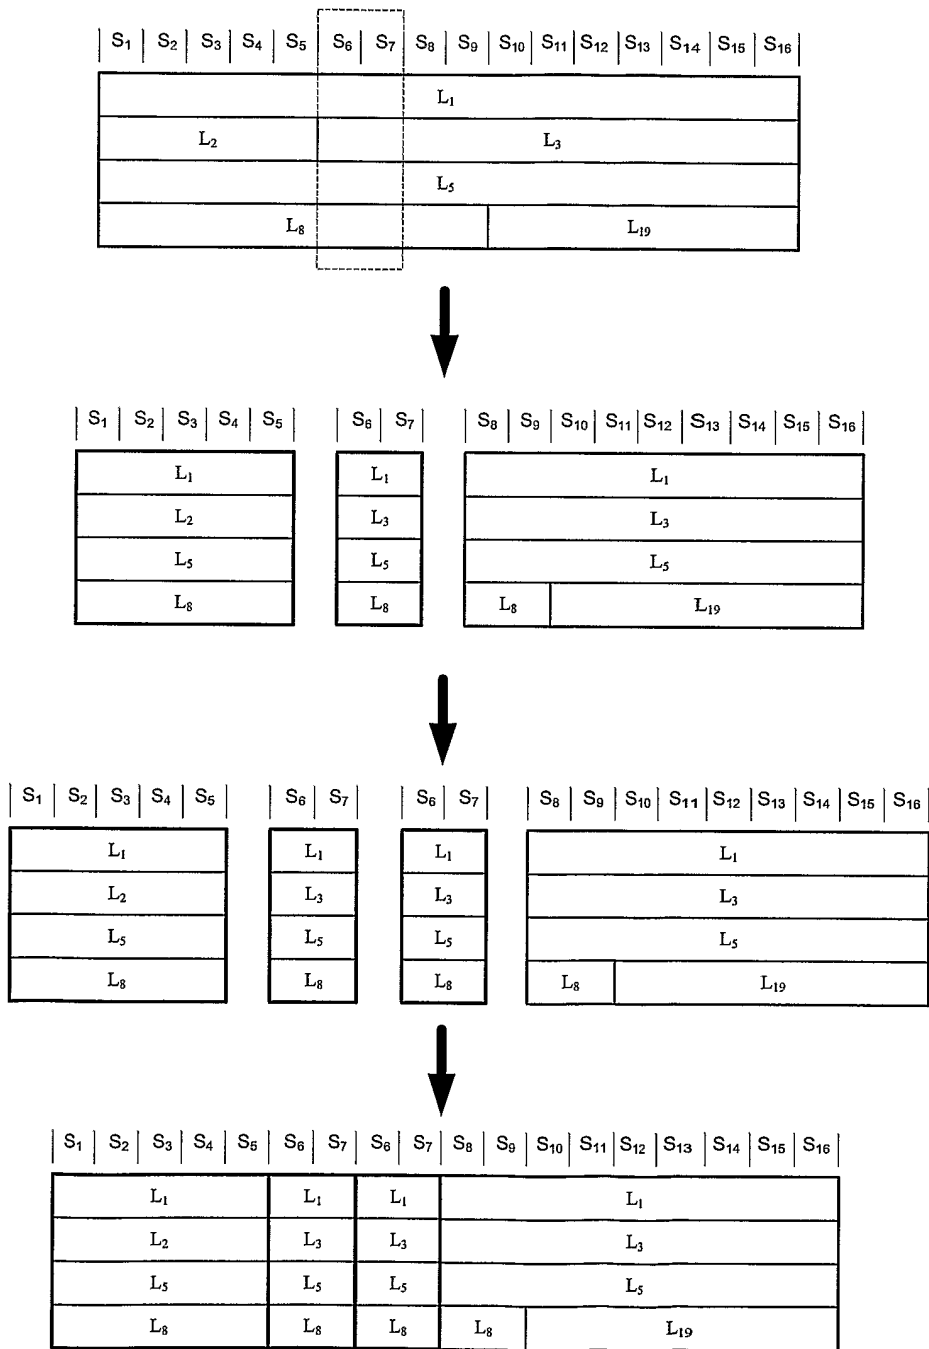 S₁ S₂ S₃ S₄ S₅ S₆ S₇ S₈ S₉ S₁₀ S₁₁ S₁₂ S₁₃ S₁₄ S₁₅ S₁₆
L₁
L₂ L₃
L₅
L₈ L₁₉
S₁ S₂ S₃ S₄ S₅ S₆ S₇ S₈ S₉ S₁₀ S₁₁ S₁₂ S₁₃ S₁₄ S₁₅ S₁₆
L₁ L₁ L₁
L₂ L₃ L₃
L₅ L₅ L₅
L₈ L₈ L₈ L₁₉
S₁ S₂ S₃ S₄ S₅ S₆ S₇ S₆ S₇ S₈ S₉ S₁₀ S₁₁ S₁₂ S₁₃ S₁₄ S₁₅ S₁₆
L₁ L₁ L₁ L₁
L₂ L₃ L₃ L₃
L₅ L₅ L₅ L₅
L₈ L₈ L₈ L₈ L₁₉
S₁ S₂ S₃ S₄ S₅ S₆ S₇ S₆ S₇ S₈ S₉ S₁₀ S₁₁ S₁₂ S₁₃ S₁₄ S₁₅ S₁₆
L₁ L₁ L₁ L₁
L₂ L₃ L₃ L₃
L₅ L₅ L₅ L₅
L₈ L₈ L₈ L₈ L₁₉